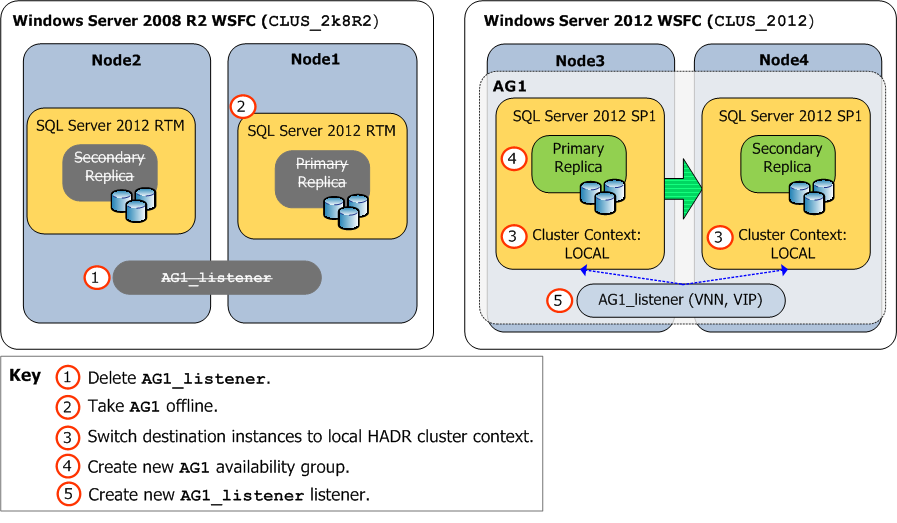 Windows Server 2008 R2 WSFC (CLUS_2k8R2)
Node2
Node1
SQL Server 2012 RTM
Secondary
Replica
2
SQL Server 2012 RTM
Primary
Replica
1
AG1_listener
Windows Server 2012 WSFC (CLUS_2012)
Node3
Node4
AG1
SQL Server 2012 SP1
4
Primary
Replica
3
Cluster Context:
LOCAL
SQL Server 2012 SP1
Secondary
Replica
3
Cluster Context:
LOCAL
5
AG1_listener (VNN, VIP)
Key
1 Delete AG1_listener.
2 Take AG1 offline.
3 Switch destination instances to local HADR cluster context.
4 Create new AG1 availability group.
5 Create new AG1_listener listener.